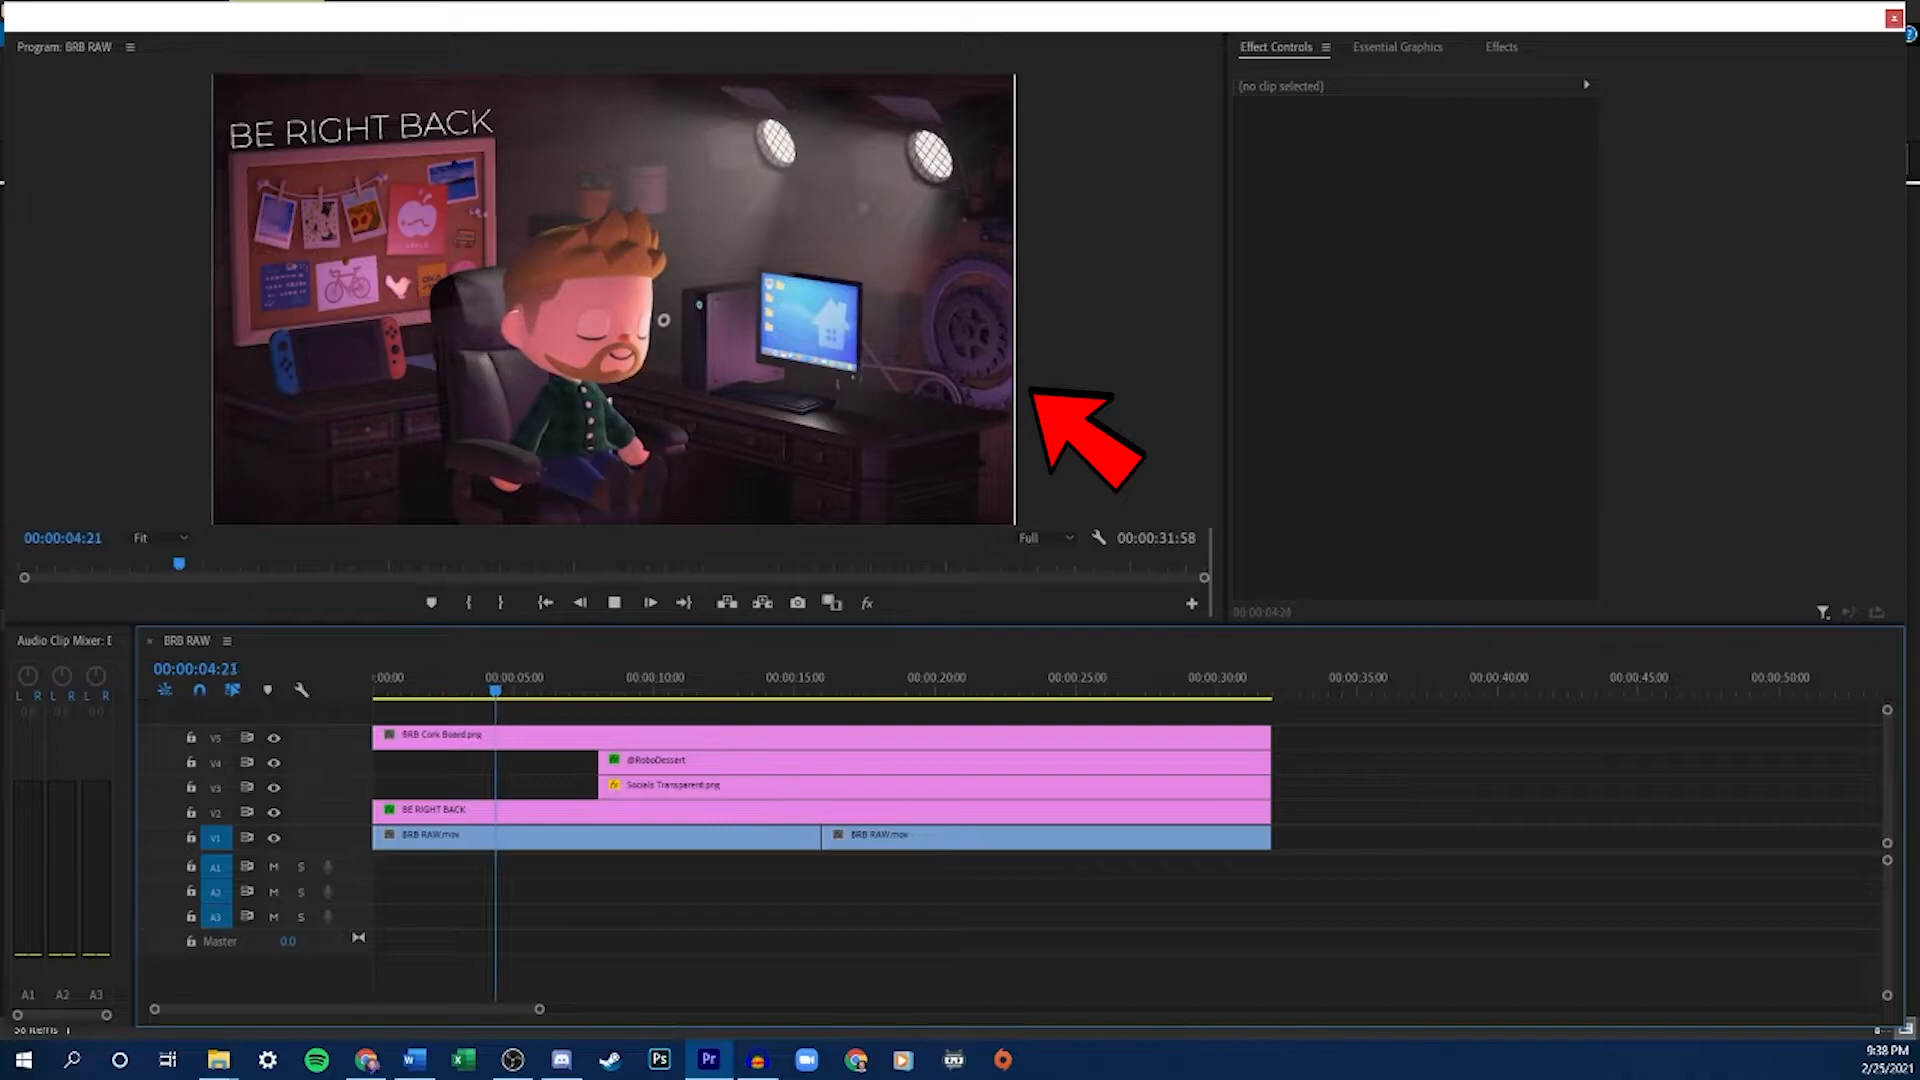 Program: BRB RAW
Effect Controls
Essential Graphics
Effects
(no clip selected)
BE RIGHT BACK
APPLE
00:00:04:21
Fit
Full
00:00:31:58
fx
Audio Clip Mixer: E
BRB RAW
00:00:04:21
:00:00
00:00:05:00
00:00:10:00
00:00:15:00
00:00:20:00
00:00:25:00
00:00:30:00
00:00:35:00
00:00:40:00
00:00:45:00
00:00:50:00
L R L R L R
V5
BRB Cork Board.png
V4
@RoboDessert
V3
Socials Transparent.png
V2
BE RIGHT BACK
V1
BRB RAW.mov
BRB RAW.mov
A1 M S
A2 M S
A3 M S
Master 0.0
A1 A2 A3
Ps
Pr
9:38 PM
2/25/2021